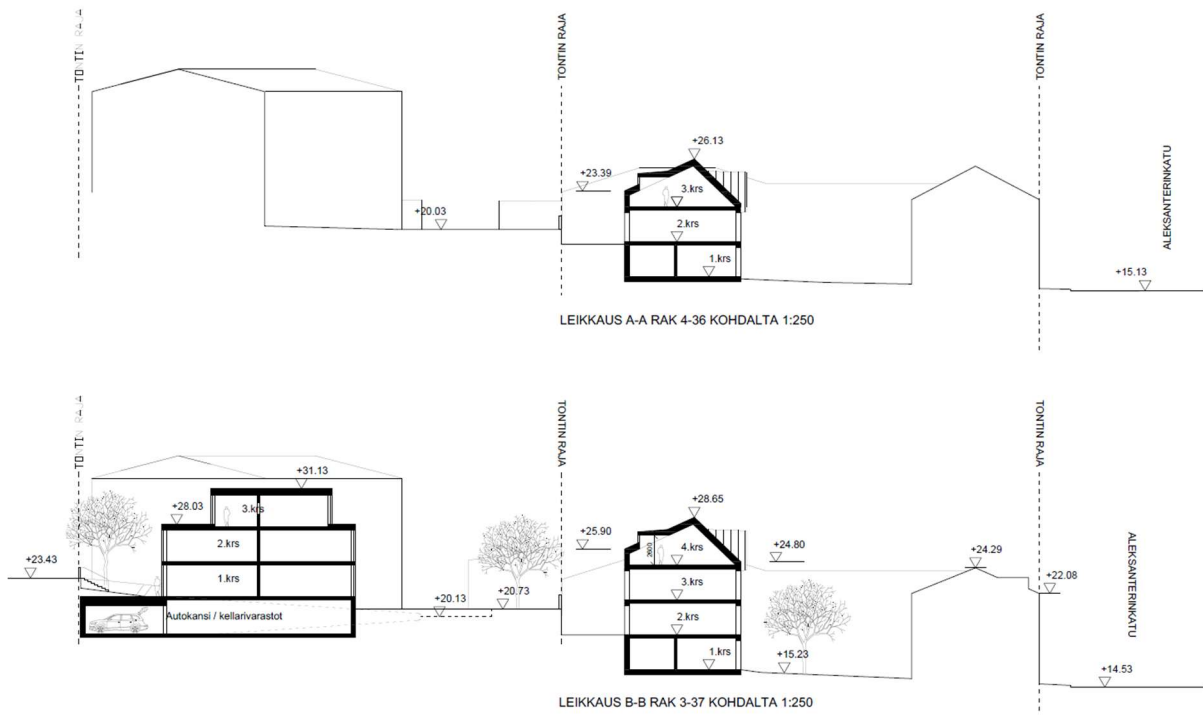 TONTIN RAJA
TONTIN RAJA
TONTIN RAJA
ALEKSANTERINKATU
+26.13
+23.39
3.krs
+20.03
2.krs
1.krs
+15.13
LEIKKAUS A-A RAK 4-36 KOHDALTA 1:250
TONTIN RAJA
TONTIN RAJA
TONTIN RAJA
ALEKSANTERINKATU
+31.13
3.krs
+28.03
+28.65
2.krs
+25.90
2600
4.krs
+24.80
+24.29
+23.43
1.krs
3.krs
+22.08
Autokansi / kellarivarastot
+20.13
+20.73
2.krs
1.krs
+15.23
+14.53
LEIKKAUS B-B RAK 3-37 KOHDALTA 1:250